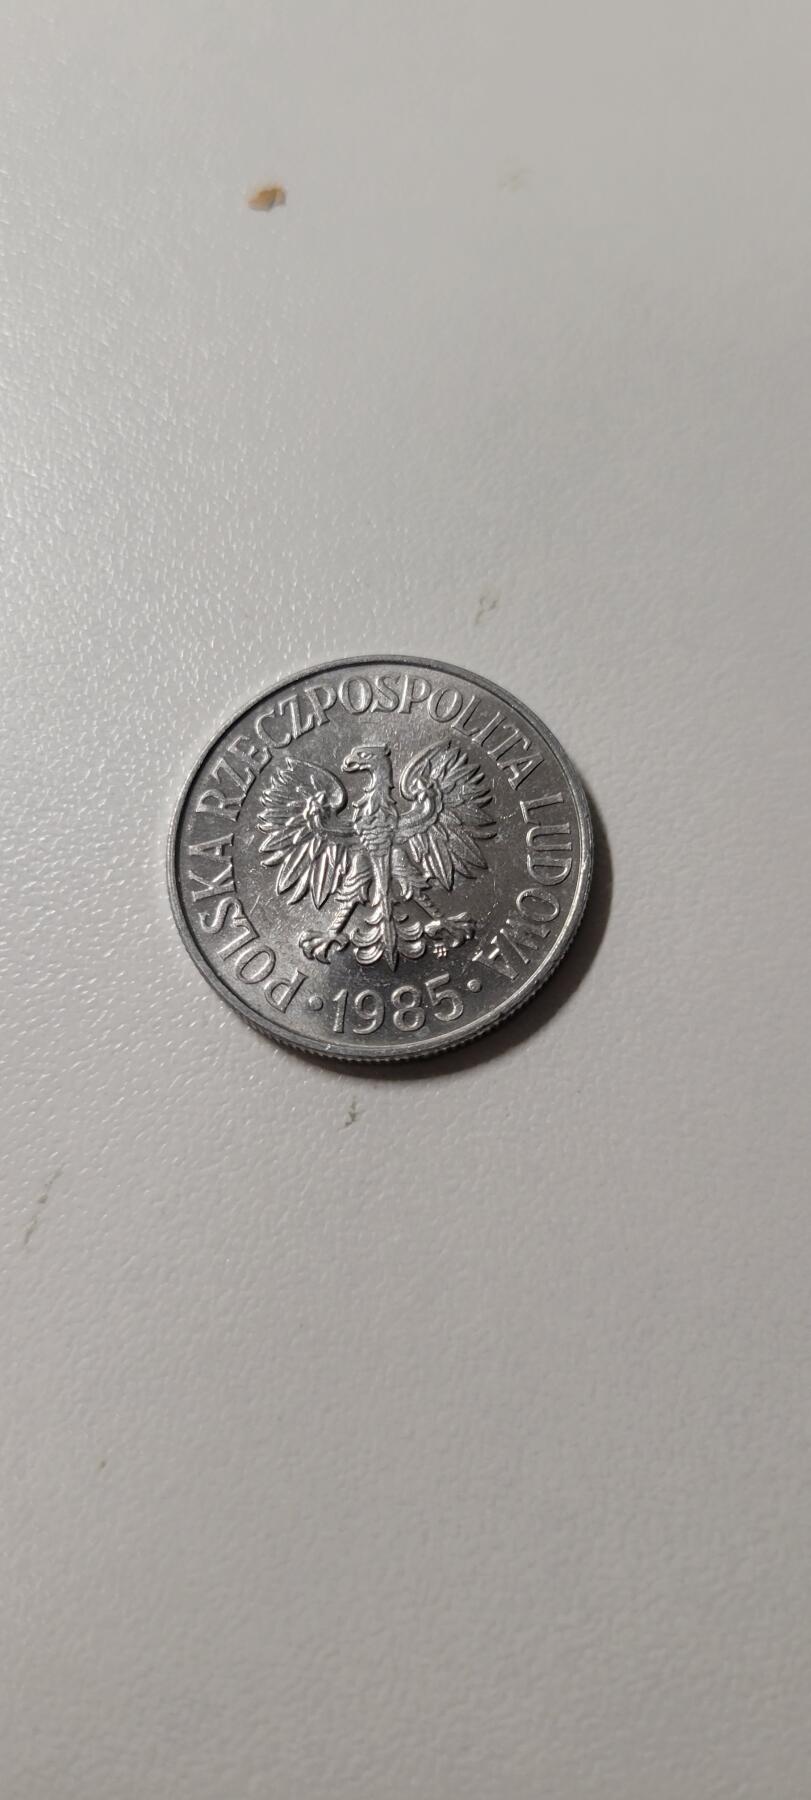 POLSKA RZECZPOSPOLITA LUDOWA
· 1985 ·